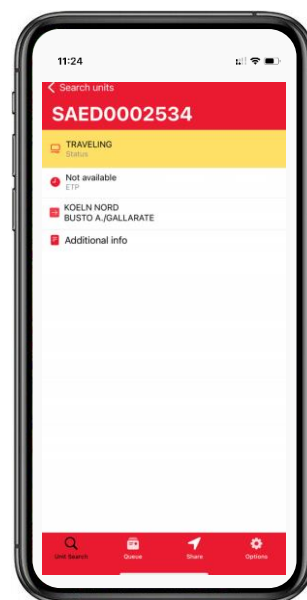 11:24
Search units
SAED0002534
TRAVELING
Status
Not available
ETP
KOELN NORD
BUSTO A./GALLARATE
Additional info
Unit Search
Queue
Share
Options